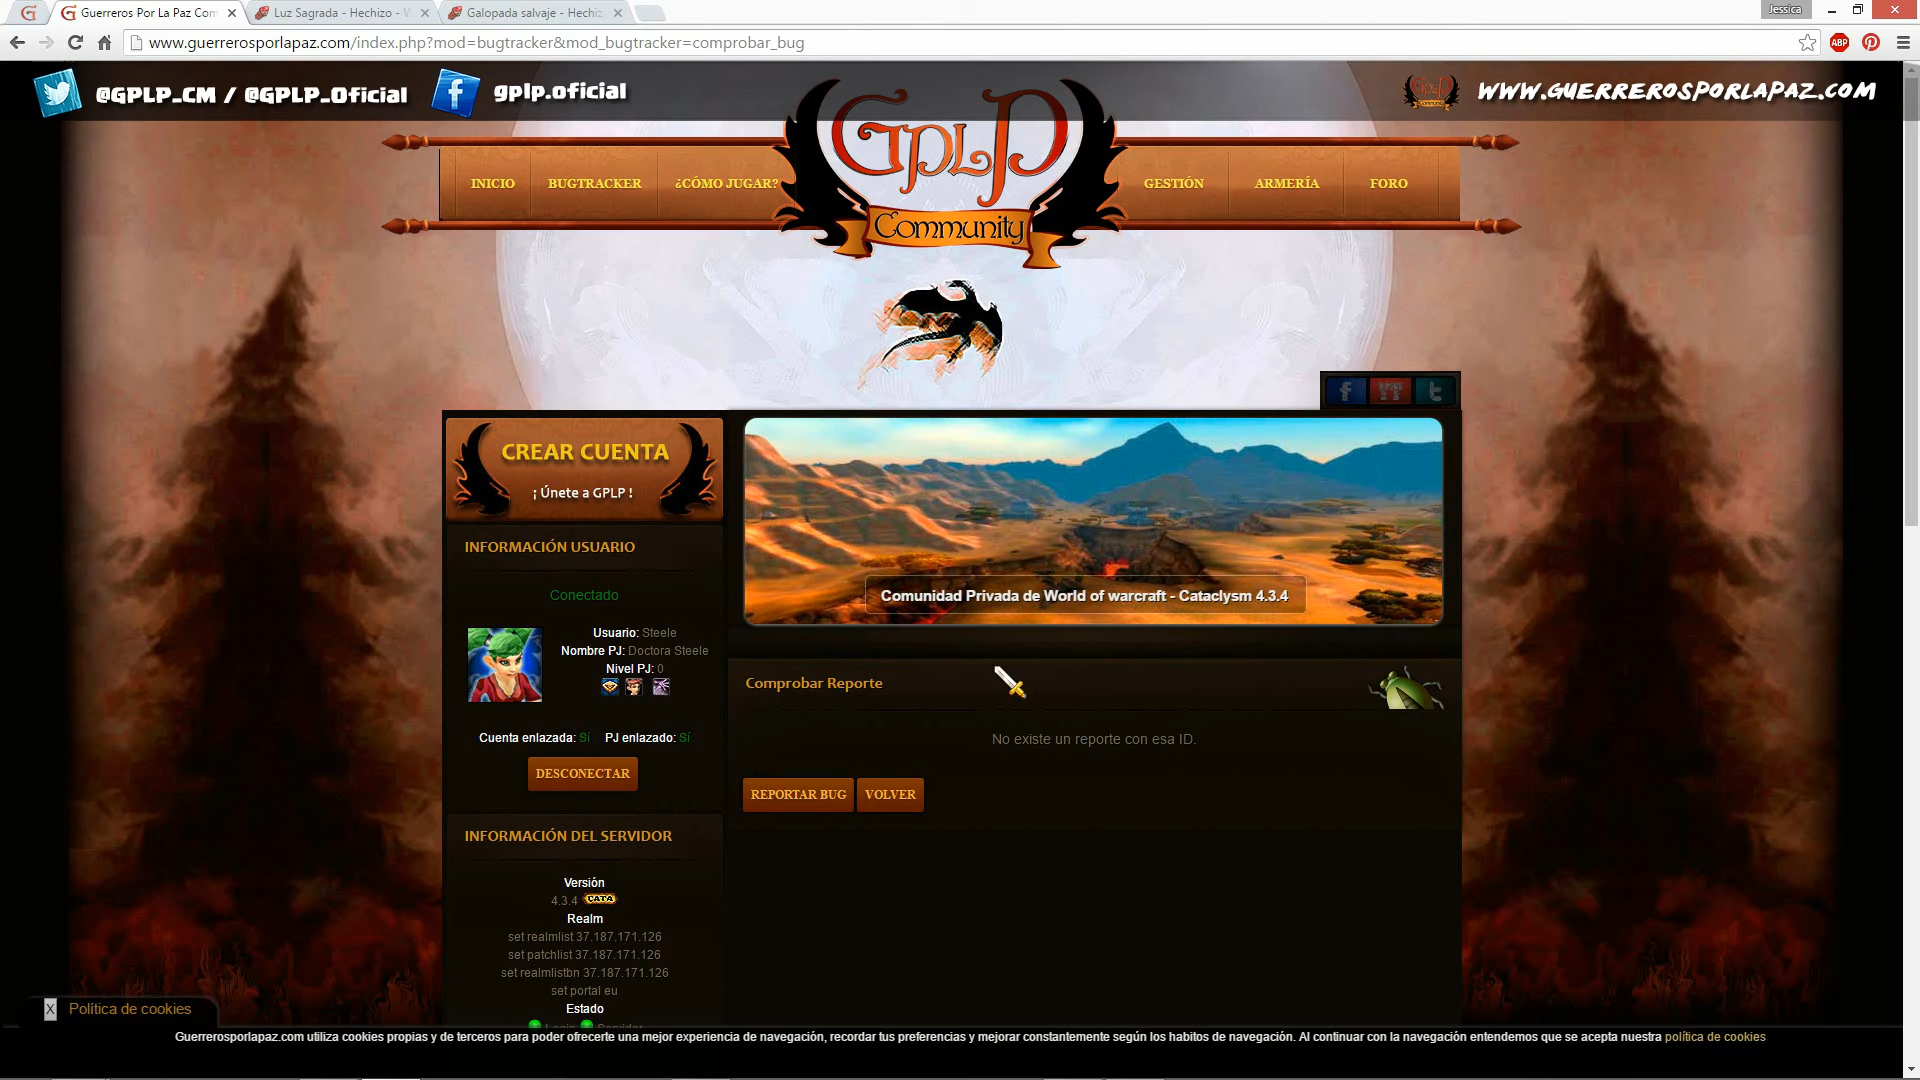 Guerreros Por La Paz Com
Luz Sagrada - Hechizo - W
Galopada salvaje - Hechiz
Jessica
www.guerrerosporlapaz.com/index.php?mod=bugtracker&mod_bugtracker=comprobar_bug
ABP
@GPLP_CM / @GPLP_Oficial
gplp.oficial
GPLP
Community
www.guerrerosporlapaz.com
INICIO
BUGTRACKER
¿CÓMO JUGAR?
GPLP
Community
GESTIÓN
ARMERÍA
FORO
CREAR CUENTA
¡ Únete a GPLP !
INFORMACIÓN USUARIO
Conectado
Usuario: Steele
Nombre PJ: Doctora Steele
Nivel PJ: 0
Cuenta enlazada: Sí PJ enlazado: Sí
DESCONECTAR
INFORMACIÓN DEL SERVIDOR
Versión
4.3.4 CATA
Realm
set realmlist 37.187.171.126
set patchlist 37.187.171.126
set realmlistbn 37.187.171.126
set portal eu
Estado
Comunidad Privada de World of warcraft - Cataclysm 4.3.4
Comprobar Reporte
No existe un reporte con esa ID.
REPORTAR BUG
VOLVER
X Política de cookies
Guerrerosporlapaz.com utiliza cookies propias y de terceros para poder ofrecerte una mejor experiencia de navegación, recordar tus preferencias y mejorar constantemente según los habitos de navegación. Al continuar con la navegación entendemos que se acepta nuestra política de cookies